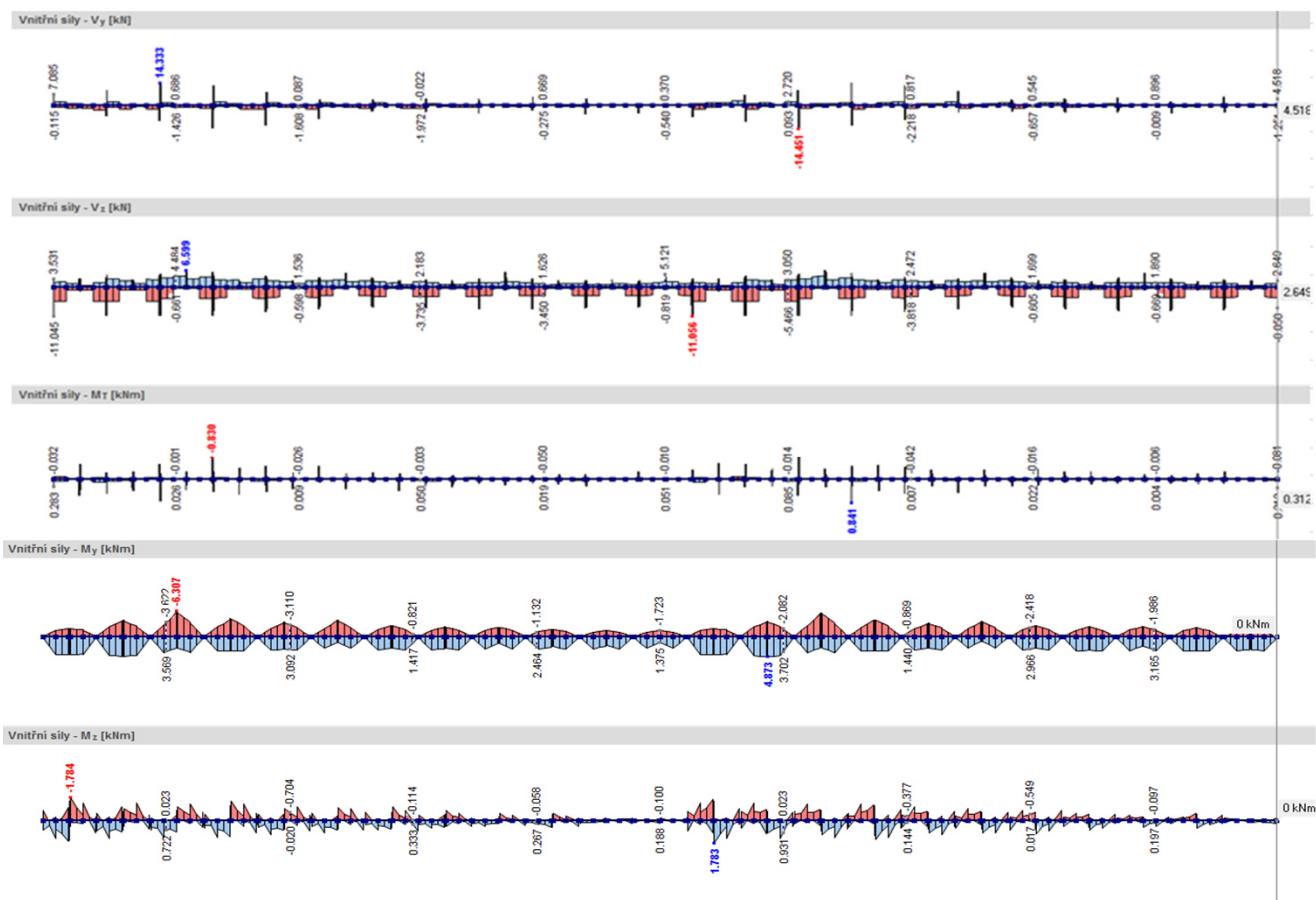 Vnitřní síly - Vy [kN]
7.085 14.333 0.686 0.087 -0.022 0.669 0.370 2.720 0.817 0.545 0.896 4.518
4.518
-0.115 -1.426 -1.608 -1.972 -0.275 -0.540 0.093 -14.451 -2.218 -0.657 -0.009
Vnitřní síly - Vz [kN]
3.531 4.484 6.599 1.536 2.183 1.626 5.121 3.050 2.472 1.699 1.890
2.649
-11.045 -0.661 -0.598 -3.735 -3.450 -0.819 -11.056 -5.466 -3.818 -0.605 -0.669 -0.050
Vnitřní síly - MT [kNm]
-0.032 -0.001 -0.830 -0.026 -0.003 -0.050 -0.010 -0.014 -0.042 -0.016 -0.006 -0.081
0.312
0.283 0.026 0.009 0.050 0.019 0.051 0.085 0.841 0.007 0.022 0.004
Vnitřní síly - My [kNm]
-3.622 -6.307 -3.110 -0.821 -1.132 -1.723 -2.082 -0.869 -2.418 -1.986
0 kNm
3.569 3.092 1.417 2.464 1.375 4.873 3.702 1.440 2.966 3.165
Vnitřní síly - Mz [kNm]
-1.784 0.023 -0.704 -0.114 -0.058 -0.100 -0.023 -0.377 -0.549 -0.097
0 kNm
0.722 -0.020 0.333 0.267 0.188 1.783 0.931 0.144 0.017 0.197